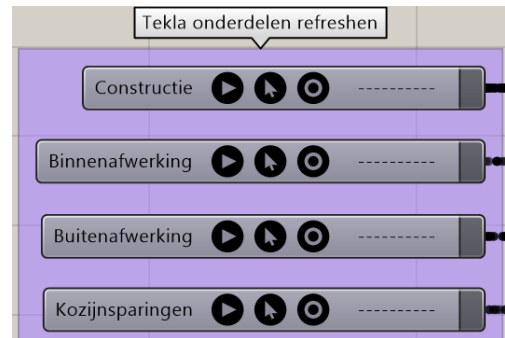 Tekla onderdelen refreshen
Constructie ----------
Binnenafwerking ----------
Buitenafwerking ----------
Kozijnsparingen ----------